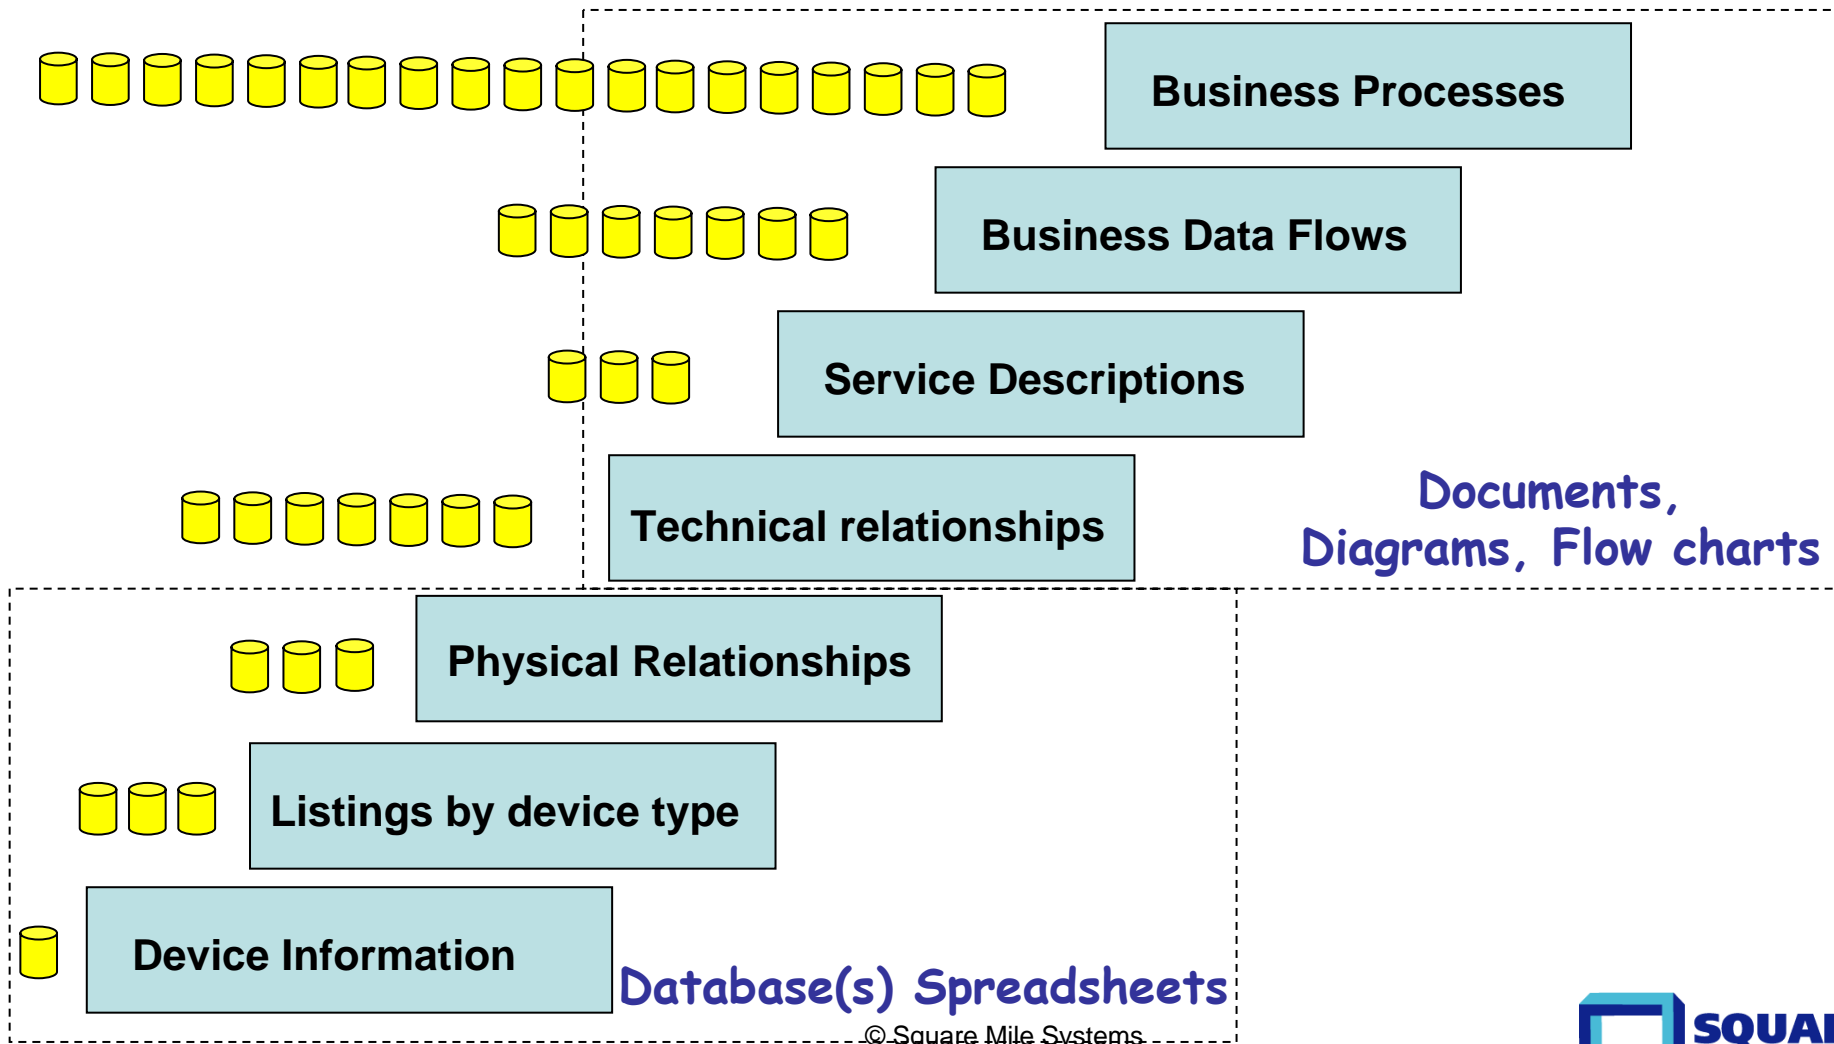 Business Processes
Business Data Flows
Service Descriptions
Technical relationships
Documents,
Diagrams, Flow charts
Physical Relationships
Listings by device type
Device Information
Database(s) Spreadsheets
© Square Mile Systems